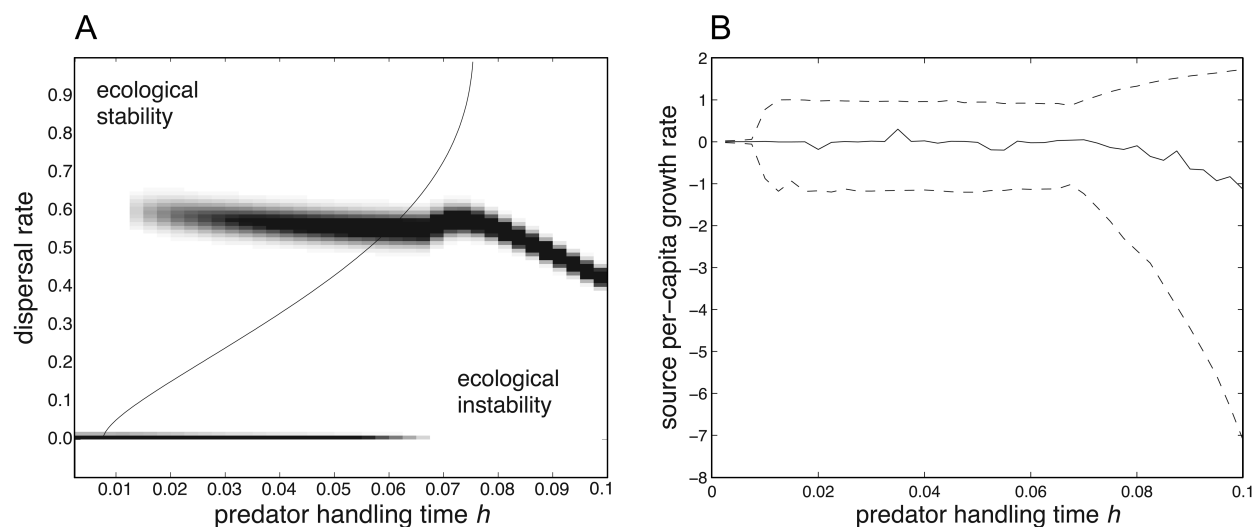 A
ecological
stability
ecological
instability
dispersal rate
0.9
0.8
0.7
0.6
0.5
0.4
0.3
0.2
0.1
0.0
0.01 0.02 0.03 0.04 0.05 0.06 0.07 0.08 0.09 0.1
predator handling time h
B
source per-capita growth rate
2
1
0
−1
−2
−3
−4
−5
−6
−7
−8
0 0.02 0.04 0.06 0.08 0.1
predator handling time h